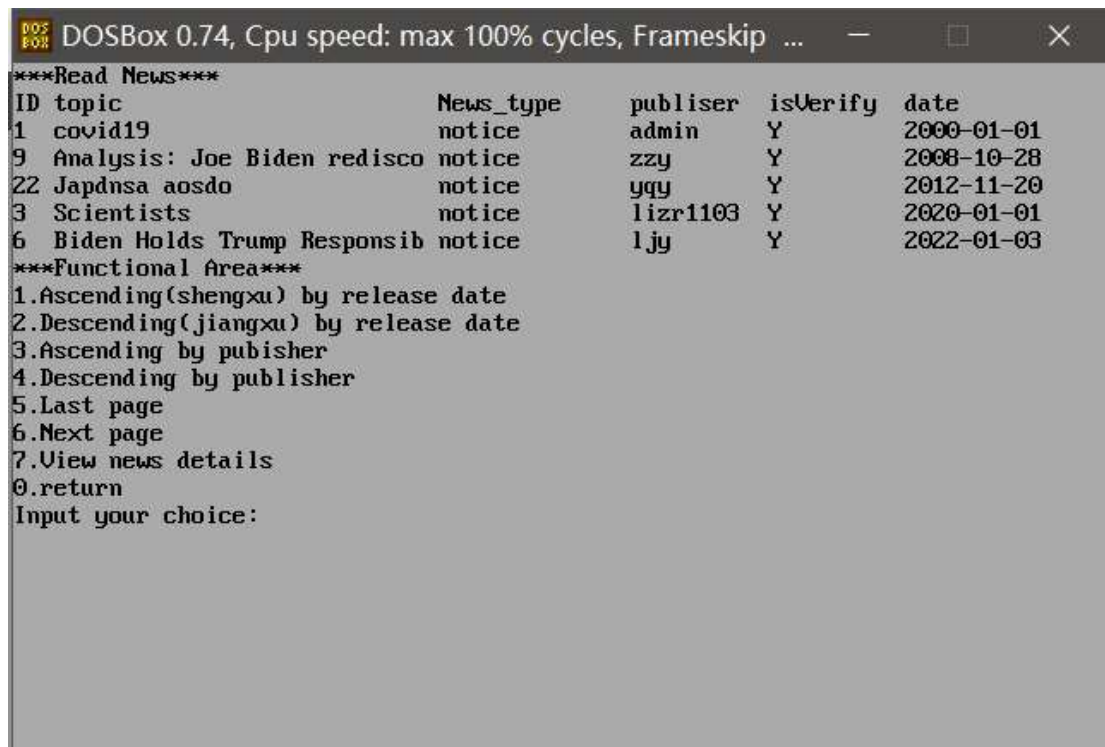 DOSBox 0.74, Cpu speed: max 100% cycles, Frameskip ...
***Read News***
ID topic News_type publiser isVerify date
1 covid19 notice admin Y 2000-01-01
9 Analysis: Joe Biden redisco notice zzy Y 2008-10-28
22 Japdnsa aosdo notice yqy Y 2012-11-20
3 Scientists notice lizr1103 Y 2020-01-01
6 Biden Holds Trump Responsib notice ljy Y 2022-01-03
***Functional Area***
1.Ascending(shengxu) by release date
2.Descending(jiangxu) by release date
3.Ascending by pubisher
4.Descending by publisher
5.Last page
6.Next page
7.View news details
0.return
Input your choice: